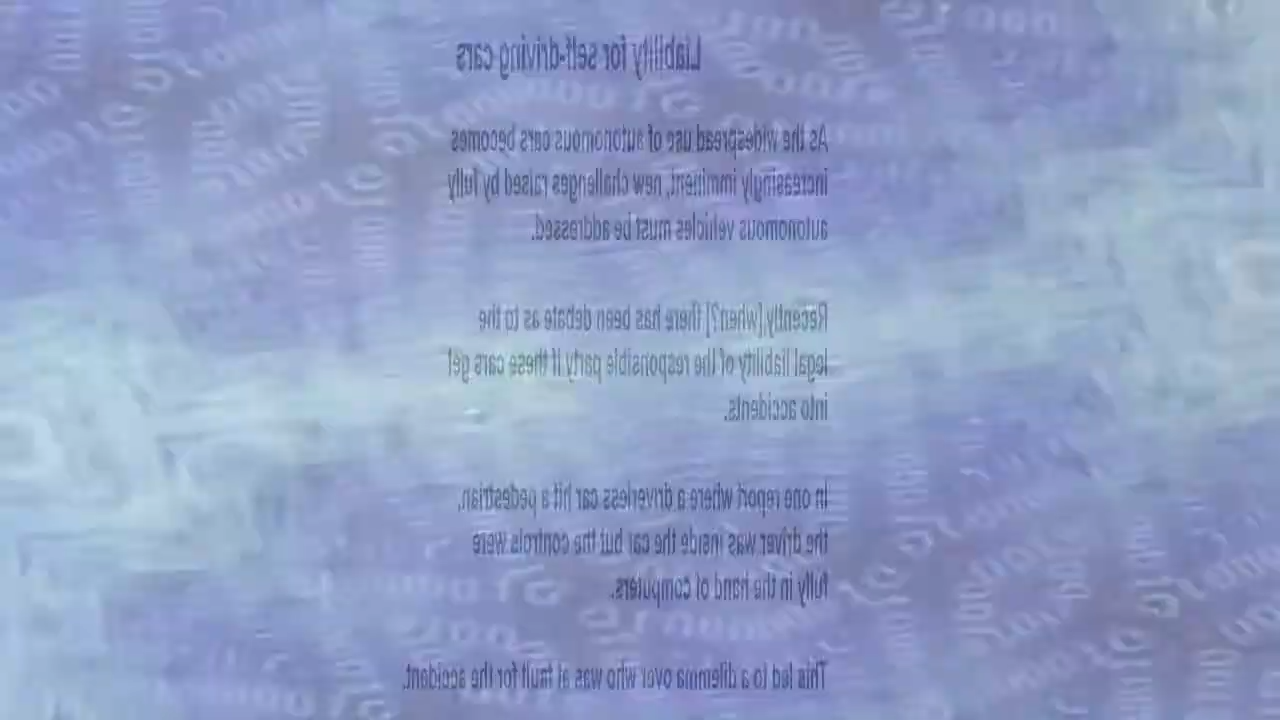 Liability for self-driving cars
As the widespread use of autonomous cars becomes
increasingly imminent, new challenges raised by fully
autonomous vehicles must be addressed.
Recently,[when?] there has been debate as to the
legal liability of the responsible party if these cars get
into accidents.
In one report where a driverless car hit a pedestrian,
the driver was inside the car but the controls were
fully in the hand of computers.
This led to a dilemma over who was at fault for the accident.